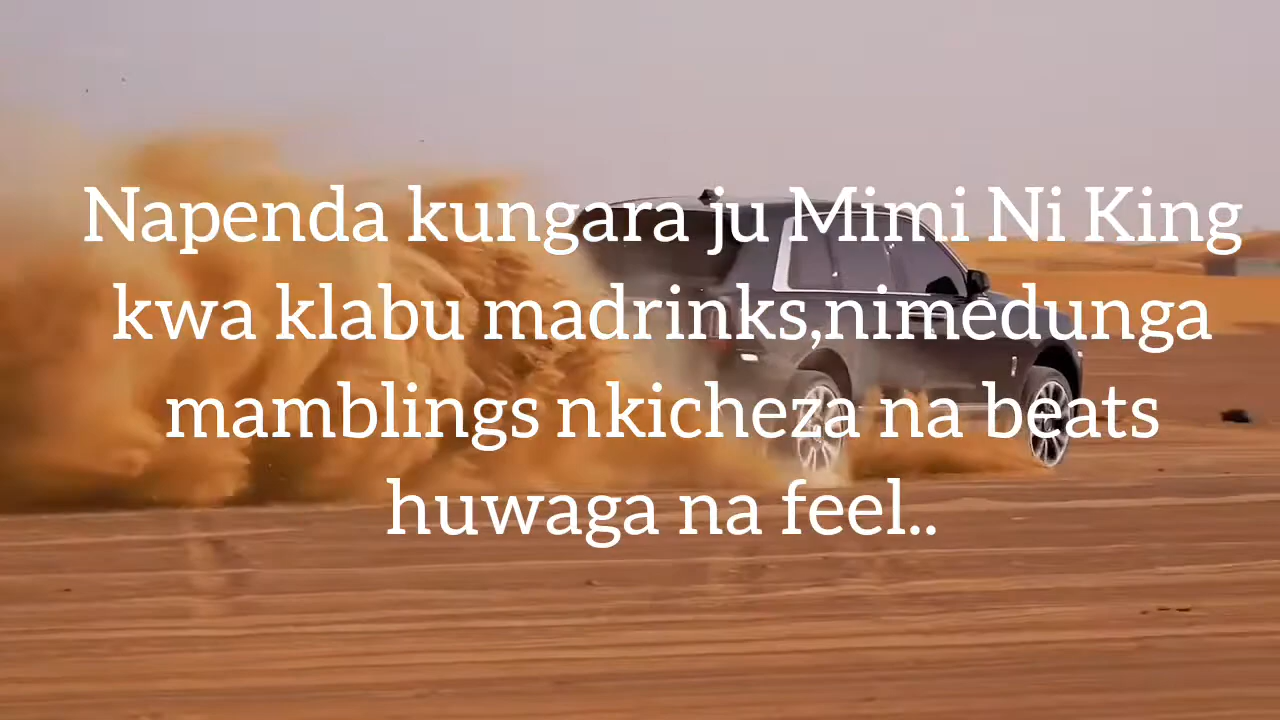 Napenda kungara ju Mimi Ni King
kwa klabu madrinks,nimedunga
mamblings nkicheza na beats
huwaga na feel..